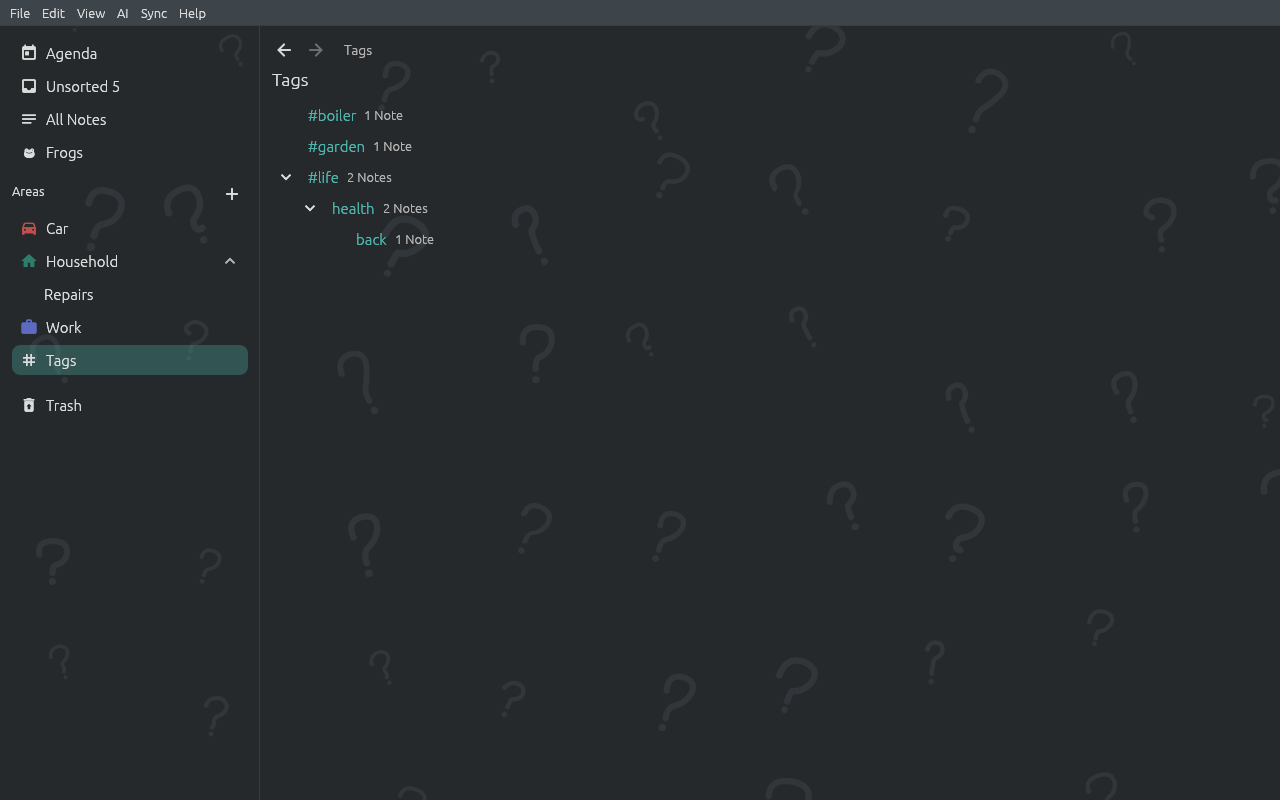 File Edit View AI Sync Help
Agenda
Unsorted 5
All Notes
Frogs
Areas
Car
Household
Repairs
Work
Tags
Trash
Tags
Tags
#boiler 1 Note
#garden 1 Note
#life 2 Notes
health 2 Notes
back 1 Note